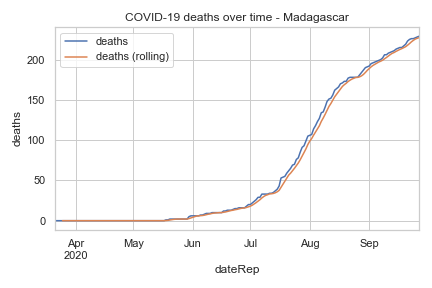 COVID-19 deaths over time - Madagascar
deaths
deaths (rolling)
deaths
200
150
100
50
0
Apr
2020
May
Jun
Jul
Aug
Sep
dateRep